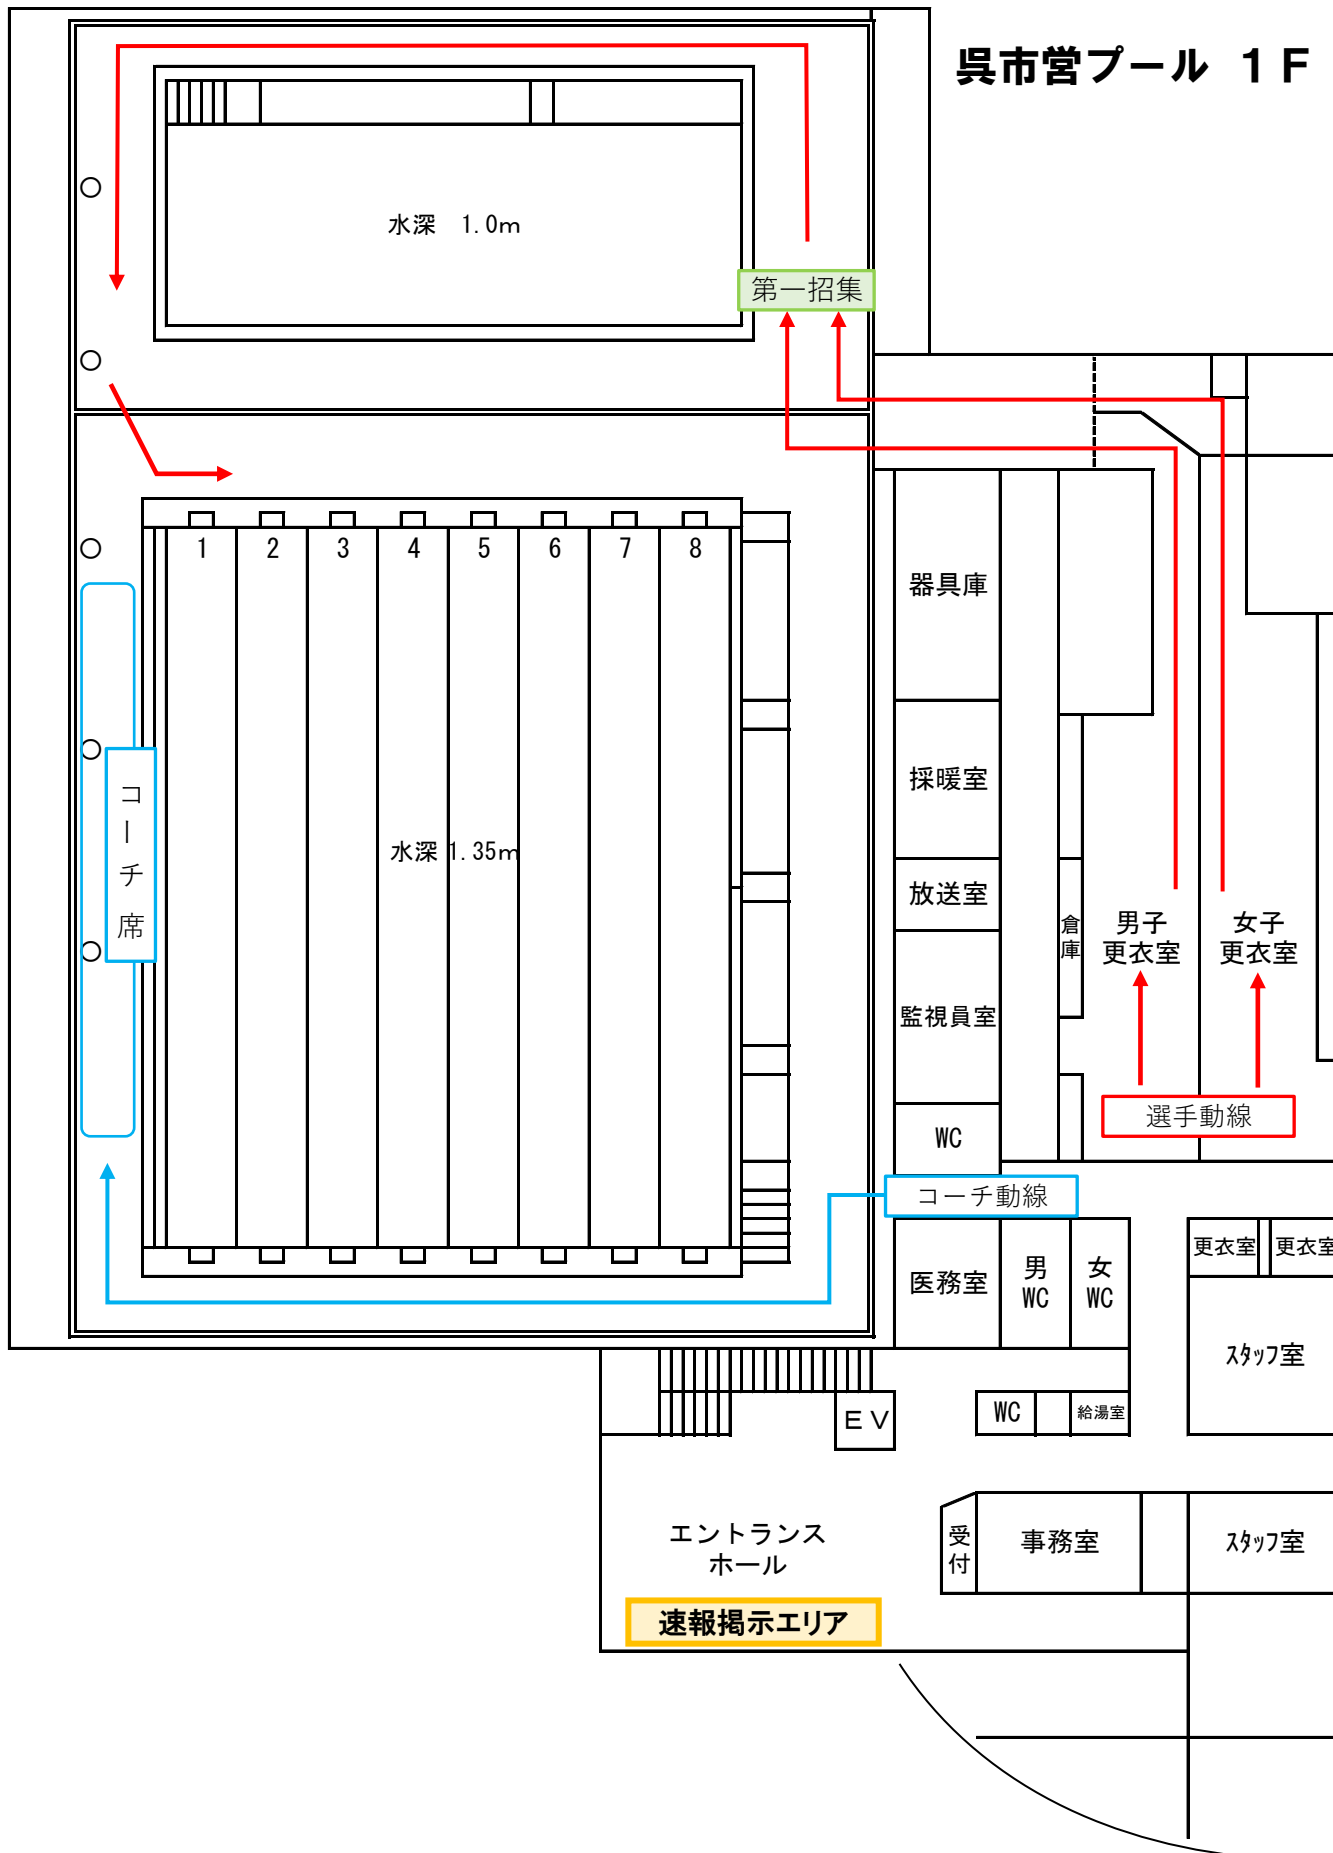 呉市営プール １Ｆ
水深　1.0ｍ
第一招集
1 2 3 4 5 6 7 8
器具庫
採暖室
水深 1.35ｍ
コーチ席
放送室
倉庫
男子
更衣室
女子
更衣室
監視員室
選手動線
WC
コーチ動線
更衣室
更衣室
医務室
男
WC
女
WC
ｽﾀｯﾌ室
ＥＶ
WC
給湯室
エントランス
ホール
受付
事務室
ｽﾀｯﾌ室
速報掲示エリア